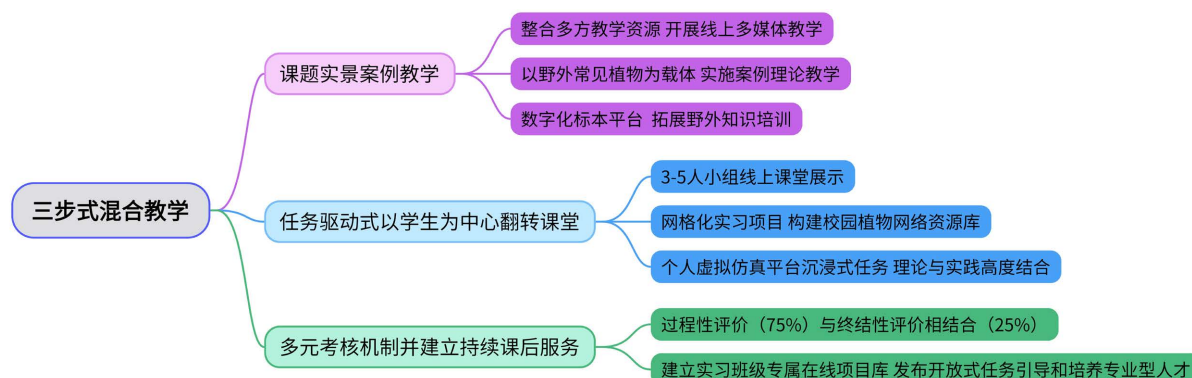 三步式混合教学
课题实景案例教学
整合多方教学资源 开展线上多媒体教学
以野外常见植物为载体 实施案例理论教学
数字化标本平台 拓展野外知识培训
任务驱动式以学生为中心翻转课堂
3-5人小组线上课堂展示
网格化实习项目 构建校园植物网络资源库
个人虚拟仿真平台沉浸式任务 理论与实践高度结合
多元考核机制并建立持续课后服务
过程性评价（75%）与终结性评价相结合（25%）
建立实习班级专属在线项目库 发布开放式任务引导和培养专业型人才